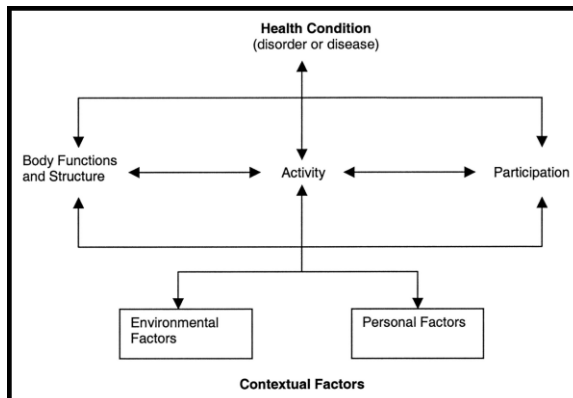 Health Condition
(disorder or disease)
Body Functions
and Structure
Activity
Participation
Environmental
Factors
Personal Factors
Contextual Factors